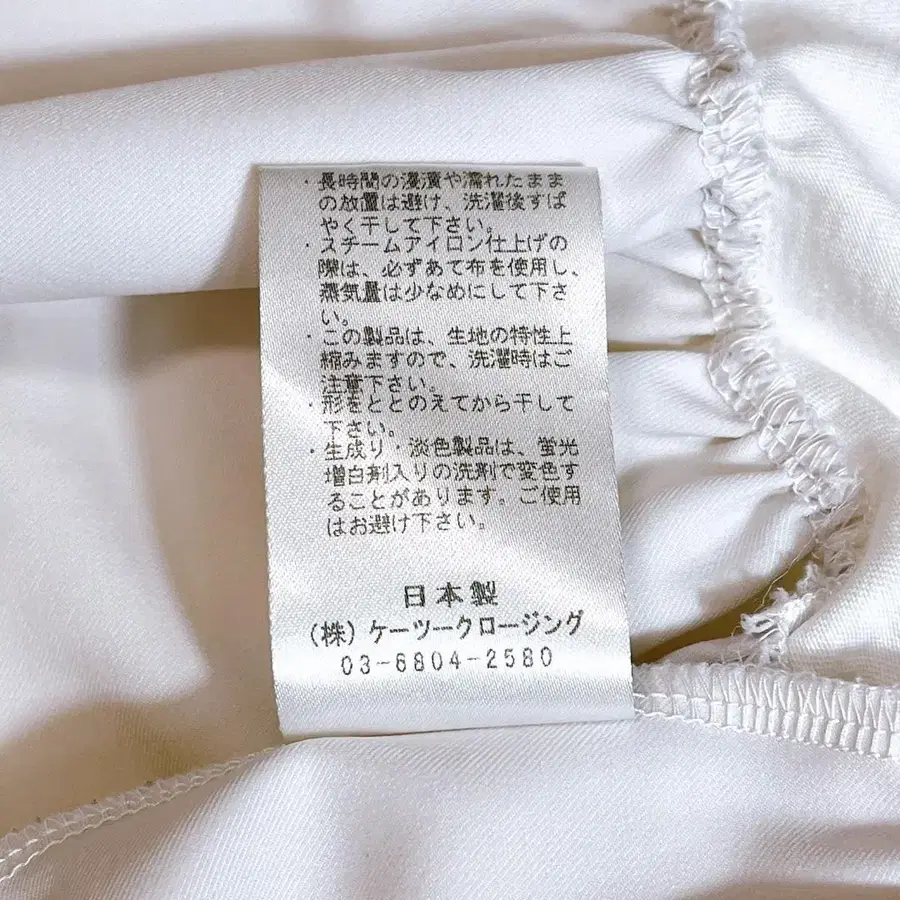 ・長時間の浸漬や濡れたまま
の放置は避け、洗濯後すば
やく干して下さい。
・スチームアイロン仕上げの
際は、必ずあて布を使用し、
蒸気量は少なめにして下さ
い。
・この製品は、生地の特性上
縮みますので、洗濯時はご
注意下さい。
・形をととのえてから干して
下さい。
・生成り・淡色製品は、蛍光
増白剤入りの洗剤で変色す
ることがあります。ご使用
はお避け下さい。
日本製
(株)ケーツークロージング
03-6804-2580